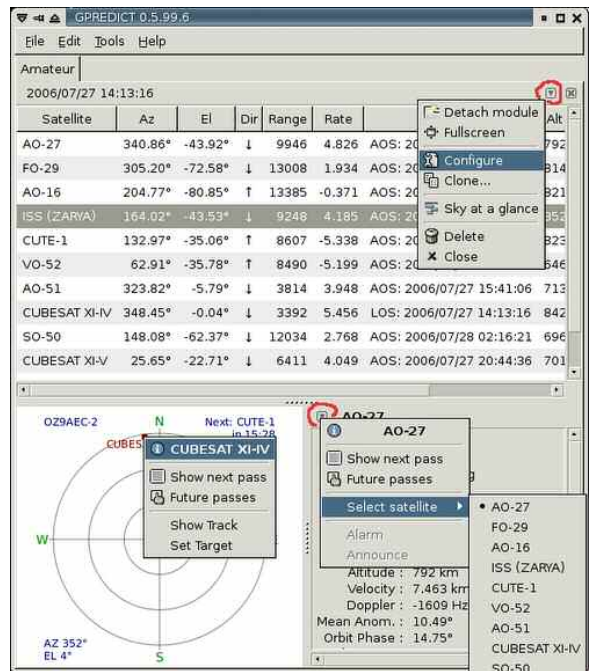 GPREDICT 0.5.99.6
File Edit Tools Help
Amateur
2006/07/27 14:13:16
Satellite Az El Dir Range Rate Alt
AO-27 340.86° -43.92° ↓ 9946 4.826 AOS: 20 792
FO-29 305.20° -72.58° ↓ 13008 1.934 AOS: 20 814
AO-16 204.77° -80.85° ↑ 13385 -0.371 AOS: 20 821
ISS (ZARYA) 164.02° -43.53° ↓ 9248 4.185 AOS: 20 352
CUTE-1 132.97° -35.06° ↑ 8607 -5.338 AOS: 20 823
VO-52 62.91° -35.78° ↑ 8490 -5.199 AOS: 20 646
AO-51 323.82° -5.79° ↓ 3814 3.948 AOS: 2006/07/27 15:41:06 713
CUBESAT XI-IV 348.45° -0.04° ↓ 3392 5.456 LOS: 2006/07/27 14:13:16 842
SO-50 148.08° -62.37° ↓ 12034 2.768 AOS: 2006/07/28 02:16:21 696
CUBESAT XI-V 25.65° -22.71° ↓ 6411 4.049 AOS: 2006/07/27 20:44:36 701
Detach module
Fullscreen
Configure
Clone...
Sky at a glance
Delete
Close
OZ9AEC-2 N Next: CUTE-1
in 15:28
CUBES
W
S
AZ 352°
EL 4°
CUBESAT XI-IV
Show next pass
Future passes
Show Track
Set Target
AO-27
AO-27
Show next pass
Future passes
Select satellite
Alarm
Announce
Altitude : 792 km
Velocity : 7.463 km
Doppler : -1609 Hz
Mean Anom. : 10.49°
Orbit Phase : 14.75°
• AO-27
FO-29
AO-16
ISS (ZARYA)
CUTE-1
VO-52
AO-51
CUBESAT XI-IV
SO-50